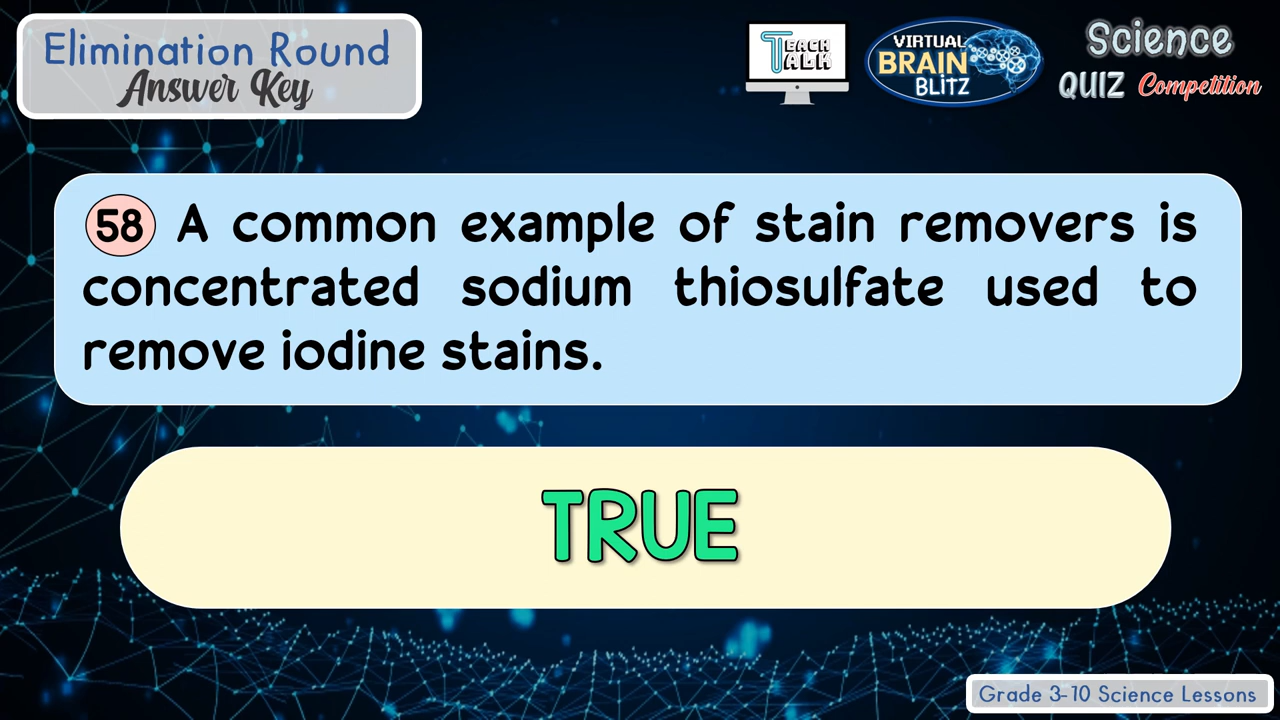 Elimination Round
Answer Key
TEACH
TALK
VIRTUAL
BRAIN
BLITZ
Science
QUIZ Competition
58 A common example of stain removers is
concentrated sodium thiosulfate used to
remove iodine stains.
TRUE
Grade 3-10 Science Lessons